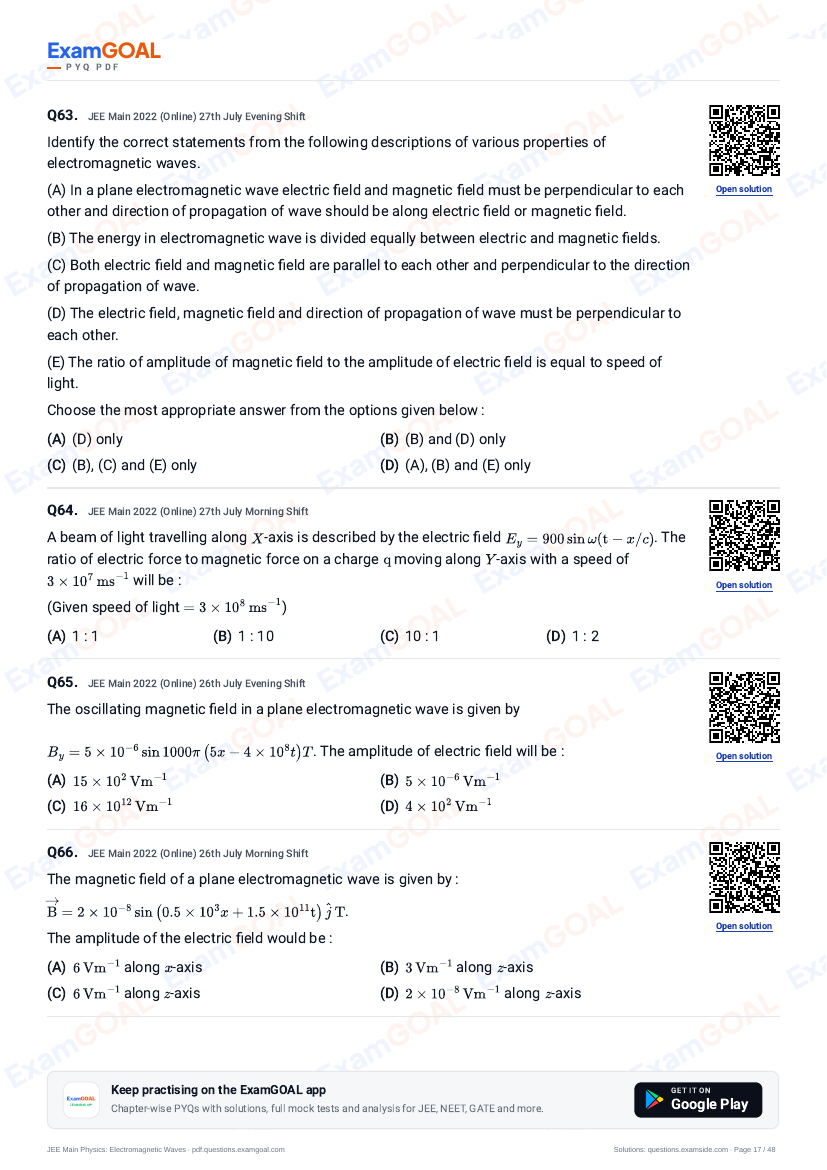 ExamGOAL
PYQ PDF
Q63. JEE Main 2022 (Online) 27th July Evening Shift
Identify the correct statements from the following descriptions of various properties of
electromagnetic waves.
(A) In a plane electromagnetic wave electric field and magnetic field must be perpendicular to each
other and direction of propagation of wave should be along electric field or magnetic field.
(B) The energy in electromagnetic wave is divided equally between electric and magnetic fields.
(C) Both electric field and magnetic field are parallel to each other and perpendicular to the direction
of propagation of wave.
(D) The electric field, magnetic field and direction of propagation of wave must be perpendicular to
each other.
(E) The ratio of amplitude of magnetic field to the amplitude of electric field is equal to speed of
light.
Choose the most appropriate answer from the options given below :
(A) (D) only (B) (B) and (D) only
(C) (B), (C) and (E) only (D) (A), (B) and (E) only
Open solution
Q64. JEE Main 2022 (Online) 27th July Morning Shift
A beam of light travelling along X-axis is described by the electric field E_y = 900 sin ω(t − x/c). The
ratio of electric force to magnetic force on a charge q moving along Y-axis with a speed of
3 × 10⁷ ms⁻¹ will be :
(Given speed of light = 3 × 10⁸ ms⁻¹)
(A) 1 : 1 (B) 1 : 10 (C) 10 : 1 (D) 1 : 2
Open solution
Q65. JEE Main 2022 (Online) 26th July Evening Shift
The oscillating magnetic field in a plane electromagnetic wave is given by
B_y = 5 × 10⁻⁶ sin 1000π (5x − 4 × 10⁸t)T. The amplitude of electric field will be :
(A) 15 × 10² Vm⁻¹ (B) 5 × 10⁻⁶ Vm⁻¹
(C) 16 × 10¹² Vm⁻¹ (D) 4 × 10² Vm⁻¹
Open solution
Q66. JEE Main 2022 (Online) 26th July Morning Shift
The magnetic field of a plane electromagnetic wave is given by :
B⃗ = 2 × 10⁻⁸ sin (0.5 × 10³x + 1.5 × 10¹¹t) ĵ T.
The amplitude of the electric field would be :
(A) 6 Vm⁻¹ along x-axis (B) 3 Vm⁻¹ along z-axis
(C) 6 Vm⁻¹ along z-axis (D) 2 × 10⁻⁸ Vm⁻¹ along z-axis
Open solution
ExamGOAL
Keep practising on the ExamGOAL app
Chapter-wise PYQs with solutions, full mock tests and analysis for JEE, NEET, GATE and more.
GET IT ON
Google Play
JEE Main Physics: Electromagnetic Waves · pdf.questions.examgoal.com
Solutions: questions.examside.com · Page 17 / 48